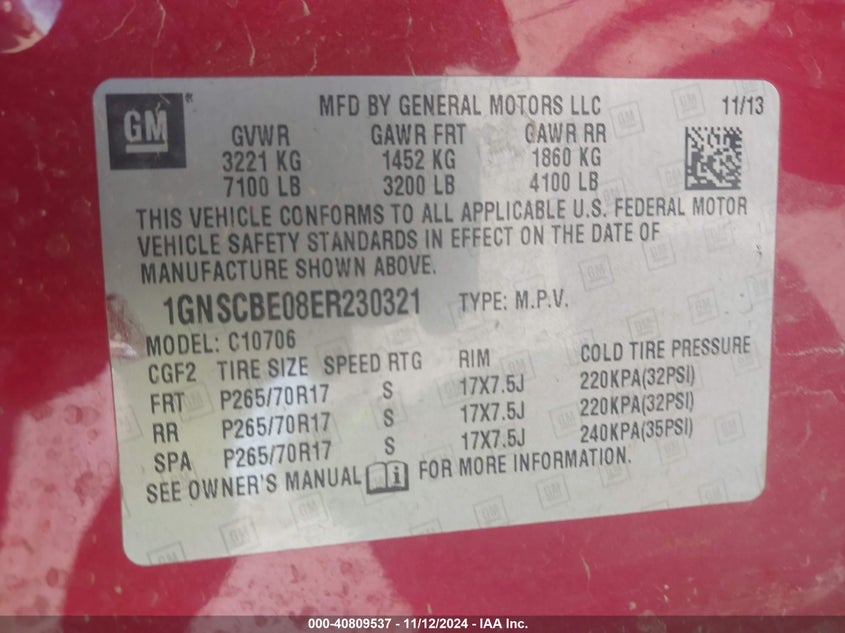 GM ® MFD BY GENERAL MOTORS LLC 11/13
GVWR GAWR FRT GAWR RR
3221 KG 1452 KG 1860 KG
7100 LB 3200 LB 4100 LB
THIS VEHICLE CONFORMS TO ALL APPLICABLE U.S. FEDERAL MOTOR
VEHICLE SAFETY STANDARDS IN EFFECT ON THE DATE OF
MANUFACTURE SHOWN ABOVE.
1GNSCBE08ER230321 TYPE: M.P.V.
MODEL: C10706
CGF2 TIRE SIZE SPEED RTG RIM COLD TIRE PRESSURE
FRT P265/70R17 S 17X7.5J 220KPA(32PSI)
RR P265/70R17 S 17X7.5J 220KPA(32PSI)
SPA P265/70R17 S 17X7.5J 240KPA(35PSI)
SEE OWNER'S MANUAL FOR MORE INFORMATION.
000-40809537 - 11/12/2024 - IAA Inc.